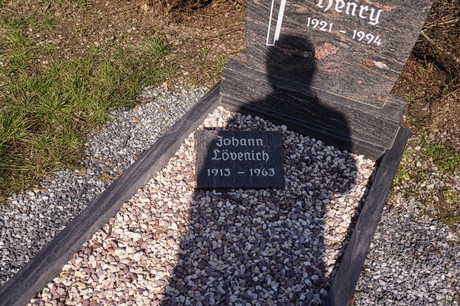 Henry
1921 - 1994
Johann
Lövenich
1913 - 1963